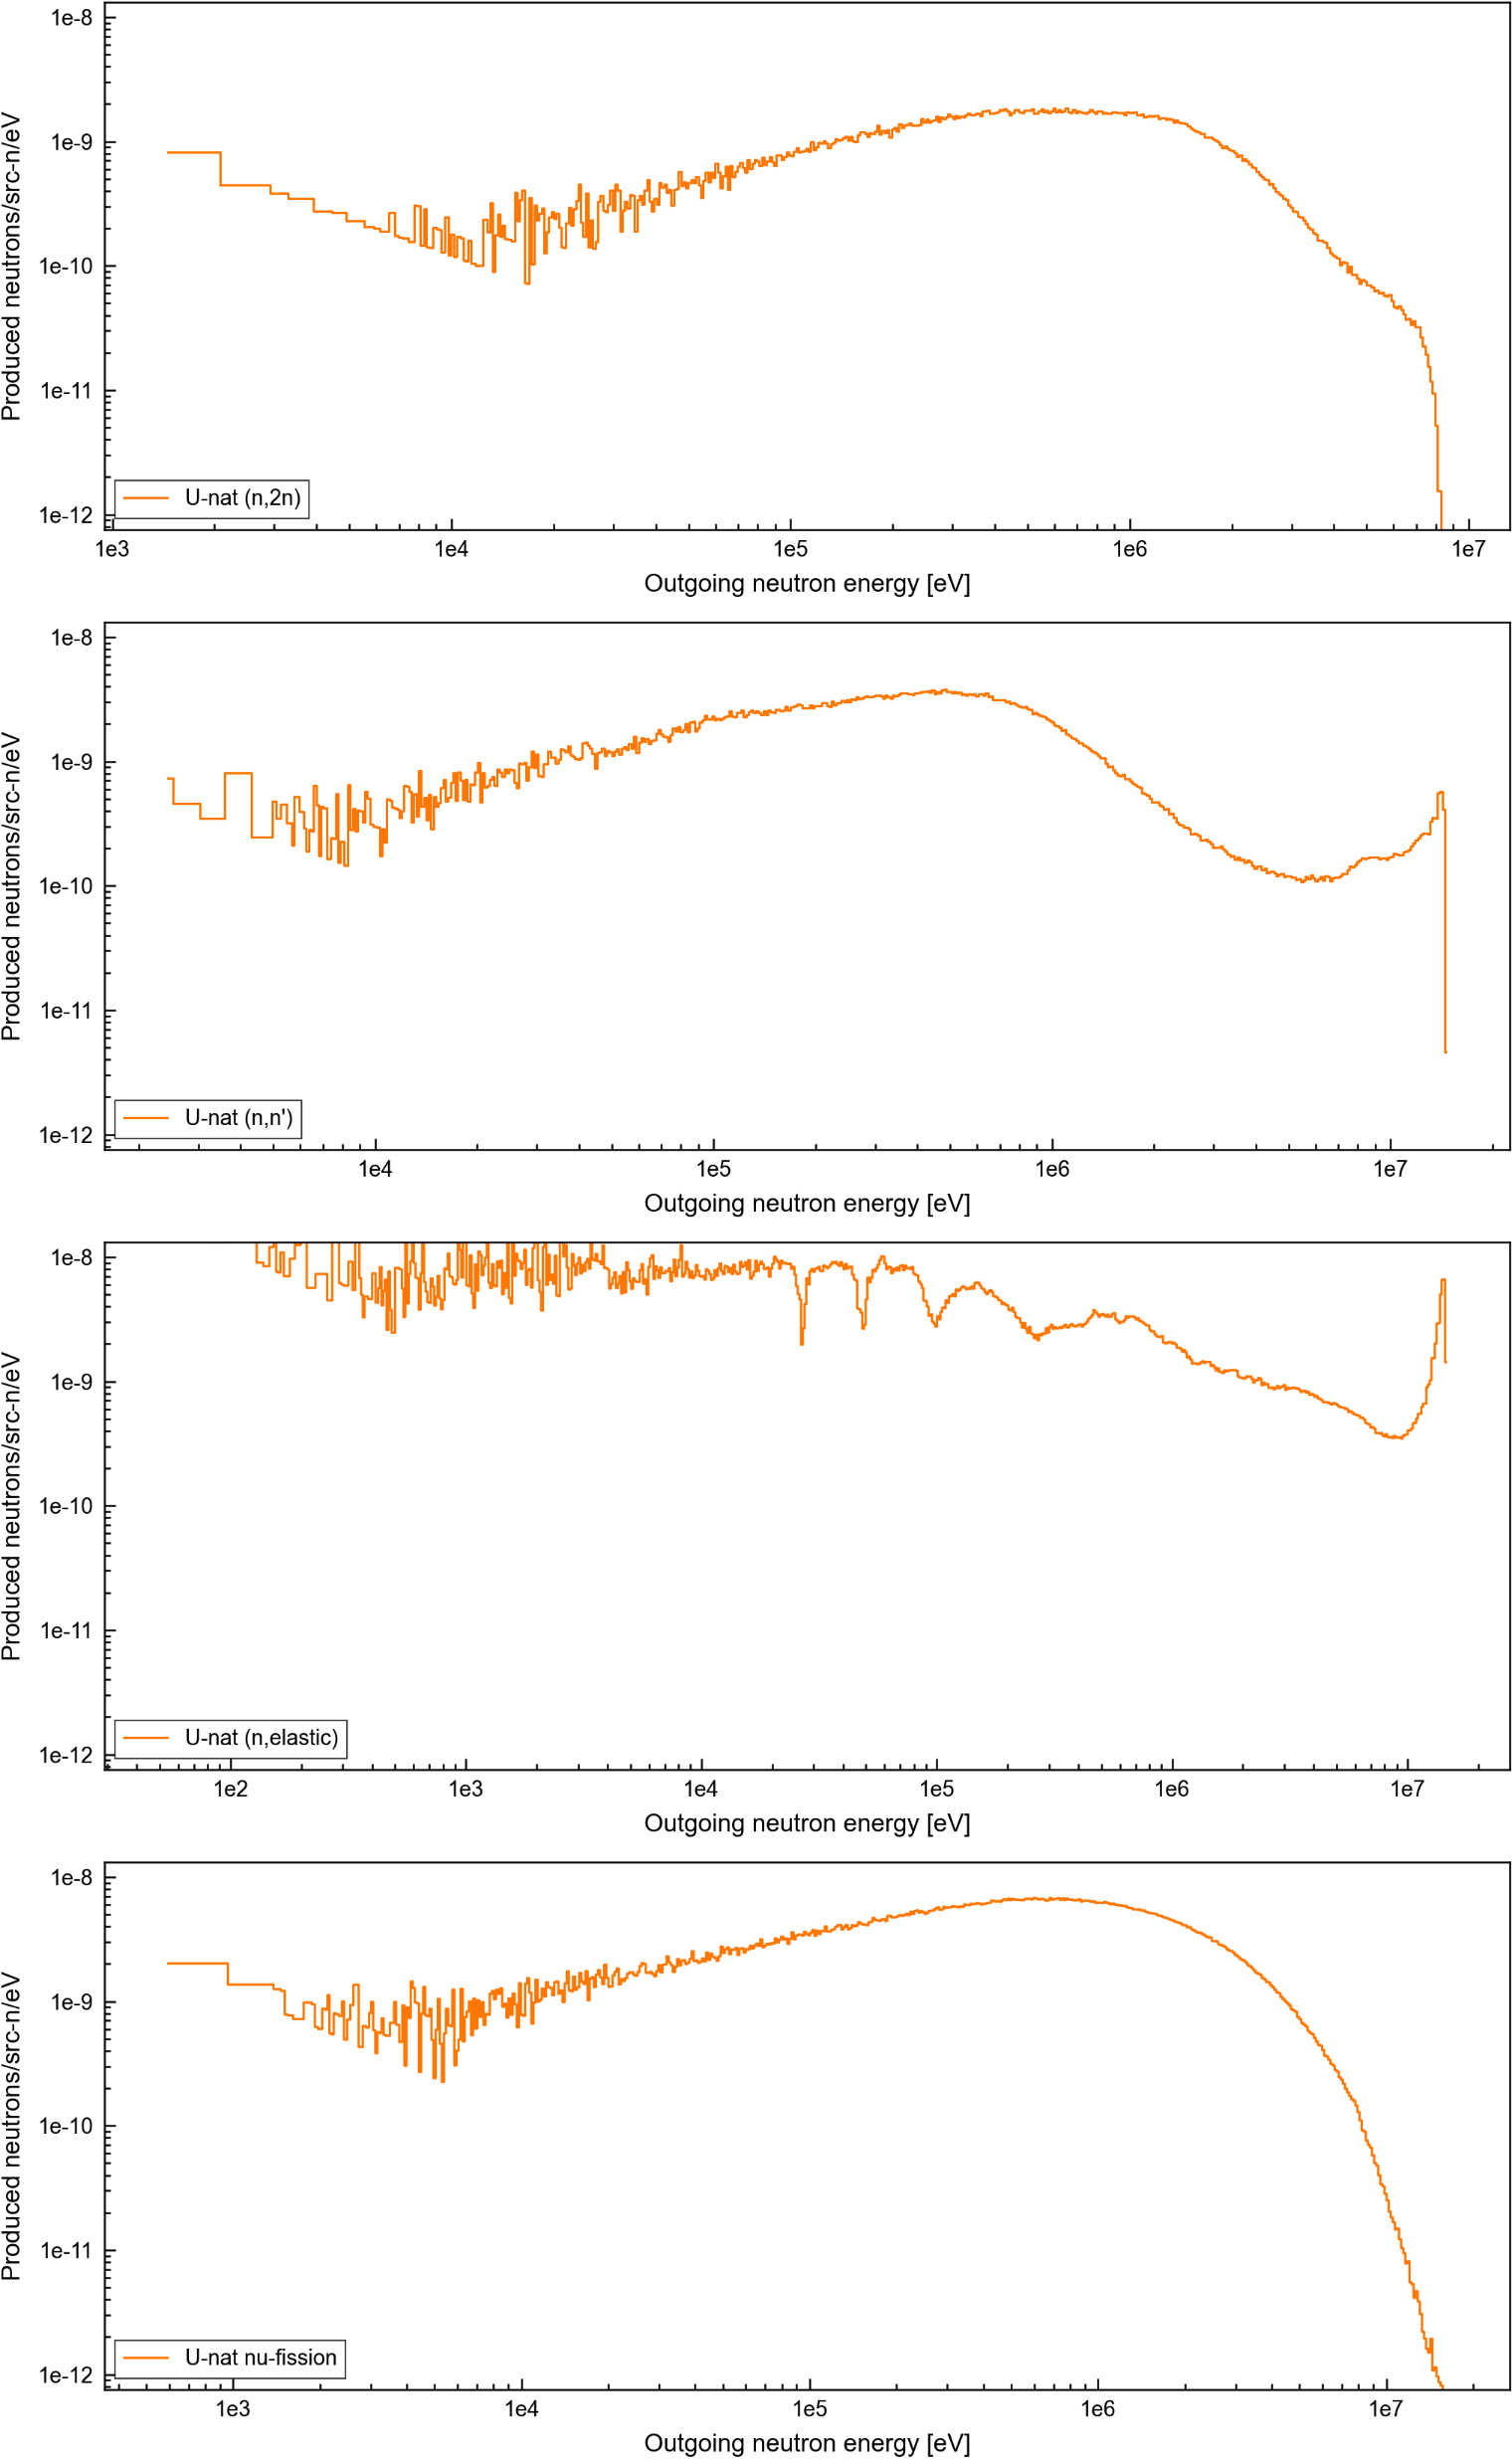 Produced neutrons/src-n/eV
1e-8
1e-9
1e-10
1e-11
1e-12
U-nat (n,2n)
1e3 1e4 1e5 1e6 1e7
Outgoing neutron energy [eV]
Produced neutrons/src-n/eV
1e-8
1e-9
1e-10
1e-11
1e-12
U-nat (n,n')
1e4 1e5 1e6 1e7
Outgoing neutron energy [eV]
Produced neutrons/src-n/eV
1e-8
1e-9
1e-10
1e-11
1e-12
U-nat (n,elastic)
1e2 1e3 1e4 1e5 1e6 1e7
Outgoing neutron energy [eV]
Produced neutrons/src-n/eV
1e-8
1e-9
1e-10
1e-11
1e-12
U-nat nu-fission
1e3 1e4 1e5 1e6 1e7
Outgoing neutron energy [eV]